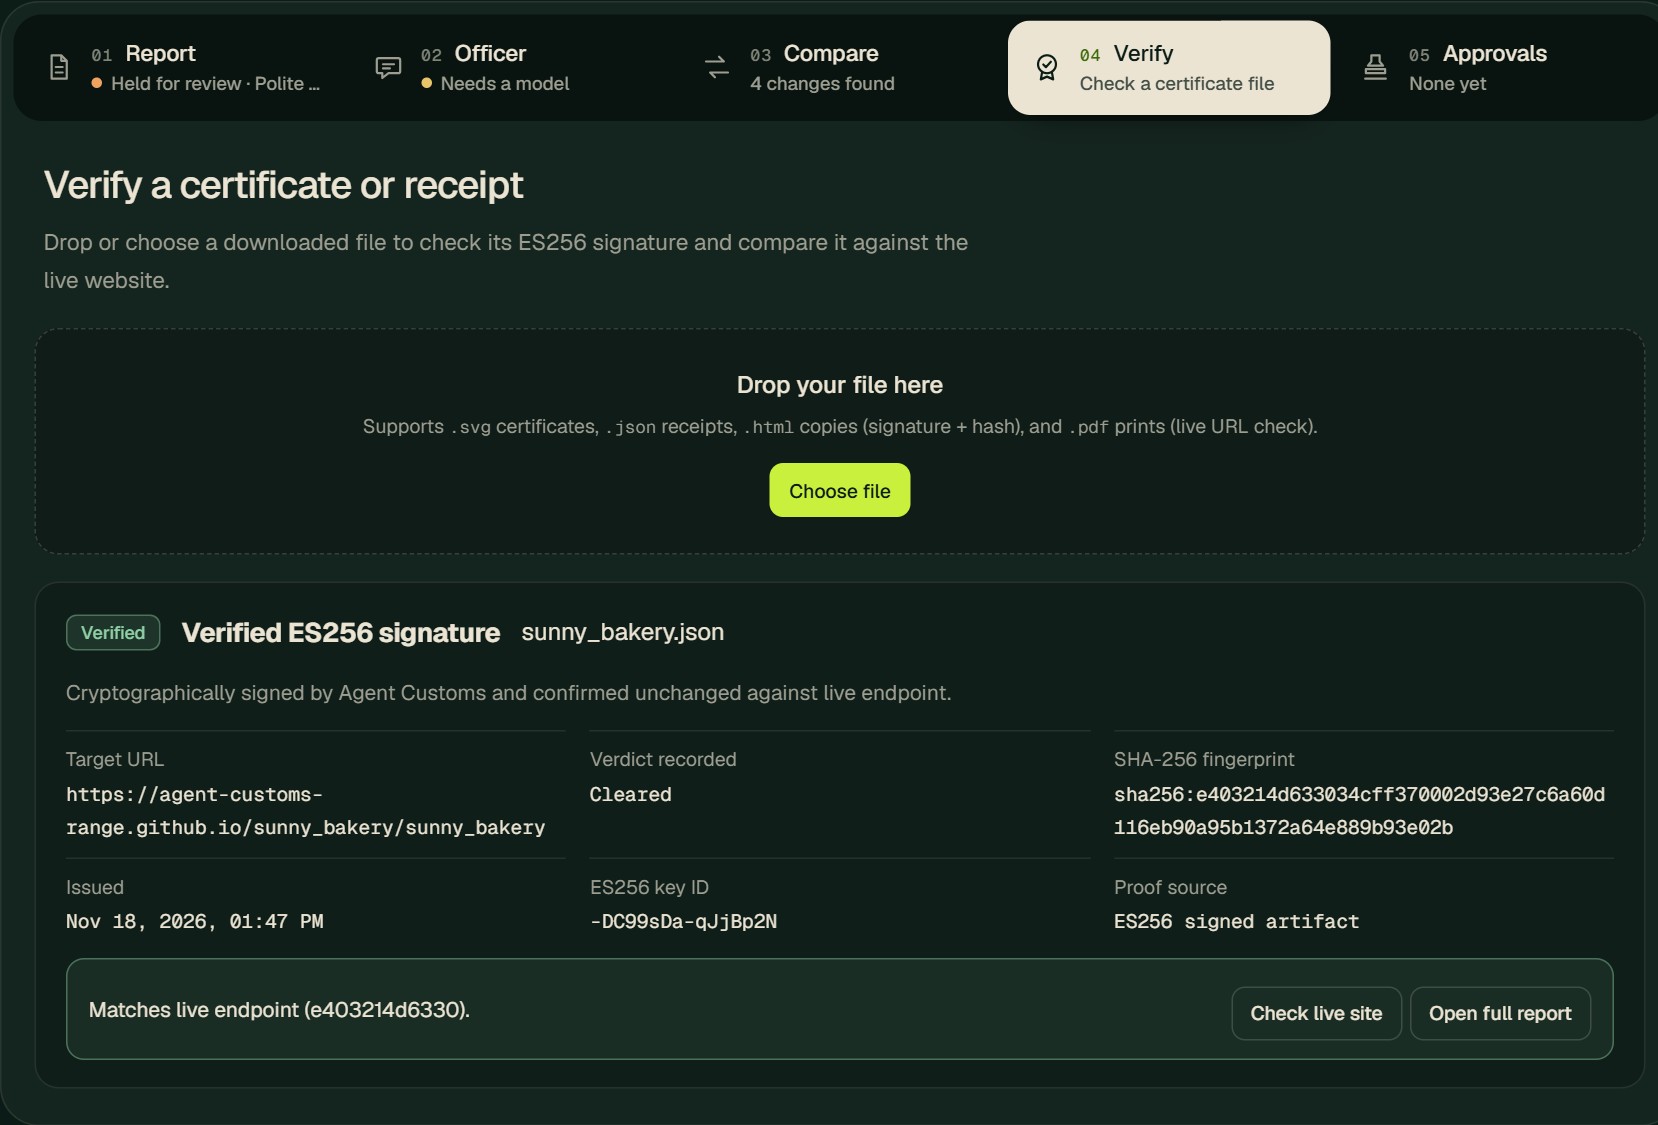 01 Report
Held for review · Polite ...
02 Officer
Needs a model
03 Compare
4 changes found
04 Verify
Check a certificate file
05 Approvals
None yet
Verify a certificate or receipt
Drop or choose a downloaded file to check its ES256 signature and compare it against the
live website.
Drop your file here
Supports .svg certificates, .json receipts, .html copies (signature + hash), and .pdf prints (live URL check).
Choose file
Verified
Verified ES256 signature sunny_bakery.json
Cryptographically signed by Agent Customs and confirmed unchanged against live endpoint.
Target URL
https://agent-customs-
range.github.io/sunny_bakery/sunny_bakery
Verdict recorded
Cleared
SHA-256 fingerprint
sha256:e403214d633034cff370002d93e27c6a60d
116eb90a95b1372a64e889b93e02b
Issued
Nov 18, 2026, 01:47 PM
ES256 key ID
-DC99sDa-qJjBp2N
Proof source
ES256 signed artifact
Matches live endpoint (e403214d6330).
Check live site
Open full report